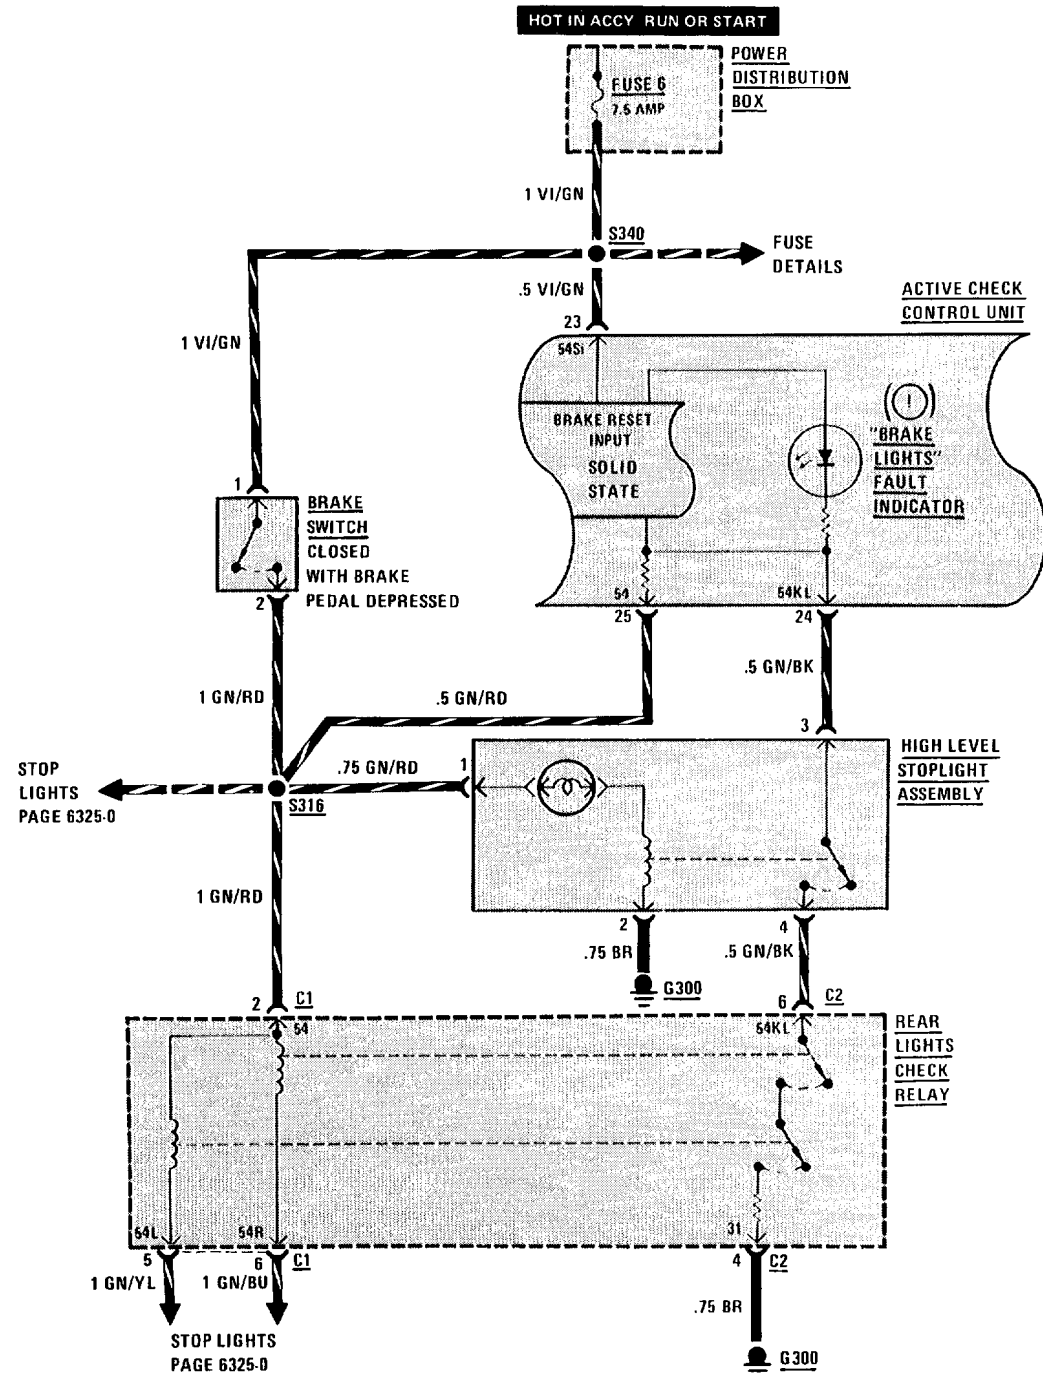 HOT IN ACCY RUN OR START
POWER
DISTRIBUTION
BOX
FUSE 6
7.5 AMP
1 VI/GN
S340
FUSE
DETAILS
.5 VI/GN
ACTIVE CHECK
CONTROL UNIT
1 VI/GN
23
54Si
BRAKE RESET
INPUT
SOLID
STATE
( ! )
"BRAKE
LIGHTS"
FAULT
INDICATOR
1
BRAKE
SWITCH
CLOSED
WITH BRAKE
PEDAL DEPRESSED
2
54
54KL
25
24
.5 GN/BK
1 GN/RD
.5 GN/RD
3
HIGH LEVEL
STOPLIGHT
ASSEMBLY
STOP
LIGHTS
PAGE 6325-0
.75 GN/RD
1
S316
1 GN/RD
2
4
.75 BR
.5 GN/BK
G300
2
C1
6
C2
54
54KL
REAR
LIGHTS
CHECK
RELAY
54L
54R
31
5
6
C1
4
C2
1 GN/YL
1 GN/BU
.75 BR
STOP LIGHTS
PAGE 6325-0
G300